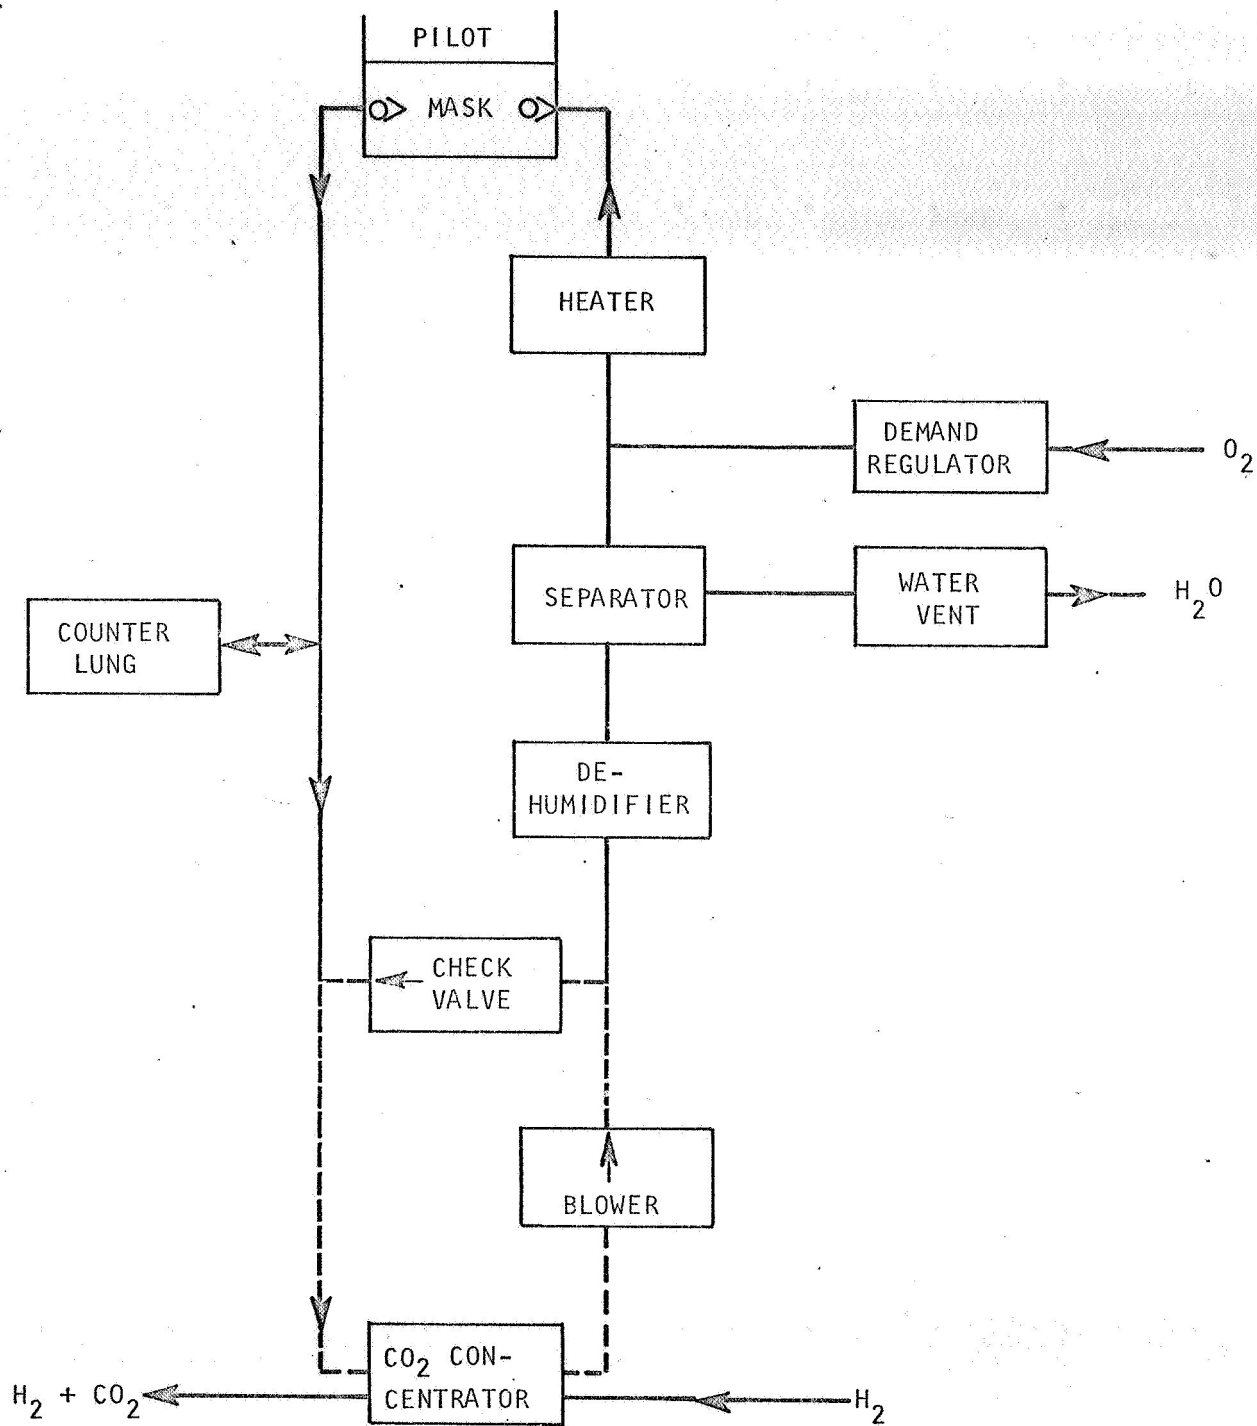 PILOT
MASK
HEATER
DEMAND
REGULATOR
O₂
SEPARATOR
WATER
VENT
H₂O
COUNTER
LUNG
DE-
HUMIDIFIER
CHECK
VALVE
BLOWER
CO₂ CON-
CENTRATOR
H₂ + CO₂
H₂